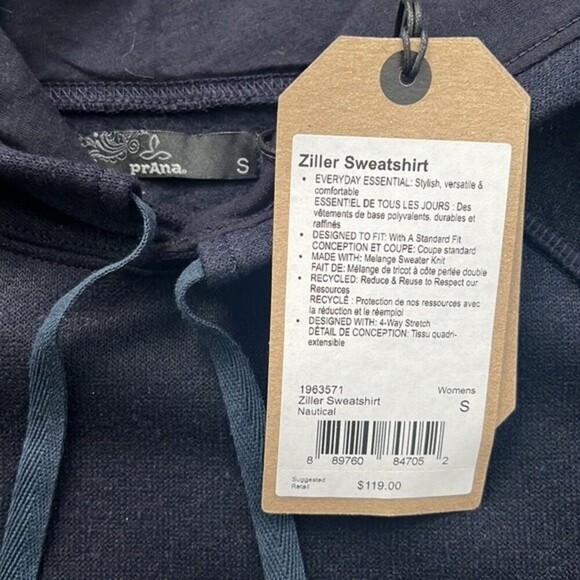 prAna
S
Ziller Sweatshirt
• EVERYDAY ESSENTIAL: Stylish, versatile &
comfortable
ESSENTIEL DE TOUS LES JOURS : Des
vêtements de base polyvalents, durables et
raffinés
• DESIGNED TO FIT: With A Standard Fit
CONCEPTION ET COUPE: Coupe standard
• MADE WITH: Melange Sweater Knit
FAIT DE: Mélange de tricot à côte perlée double
• RECYCLED: Reduce & Reuse to Respect our
Resources
RECYCLÉ : Protection de nos ressources avec
la réduction et le réemploi
• DESIGNED WITH: 4-Way Stretch
DÉTAIL DE CONCEPTION: Tissu quadri-
extensible
1963571 Womens
Ziller Sweatshirt S
Nautical
8 89760 84705 2
Suggested
Retail $119.00